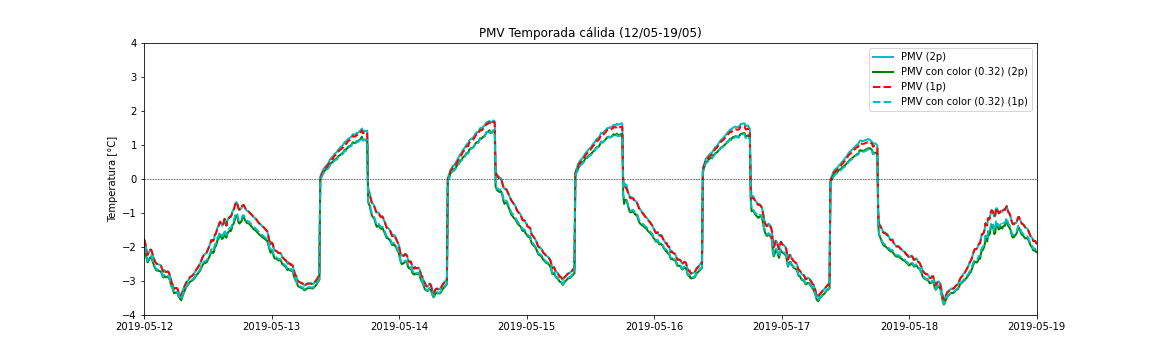 PMV Temporada cálida (12/05-19/05)
4
3
2
1
0
−1
−2
−3
−4
Temperatura [°C]
PMV (2p)
PMV con color (0.32) (2p)
PMV (1p)
PMV con color (0.32) (1p)
2019-05-12 2019-05-13 2019-05-14 2019-05-15 2019-05-16 2019-05-17 2019-05-18 2019-05-19